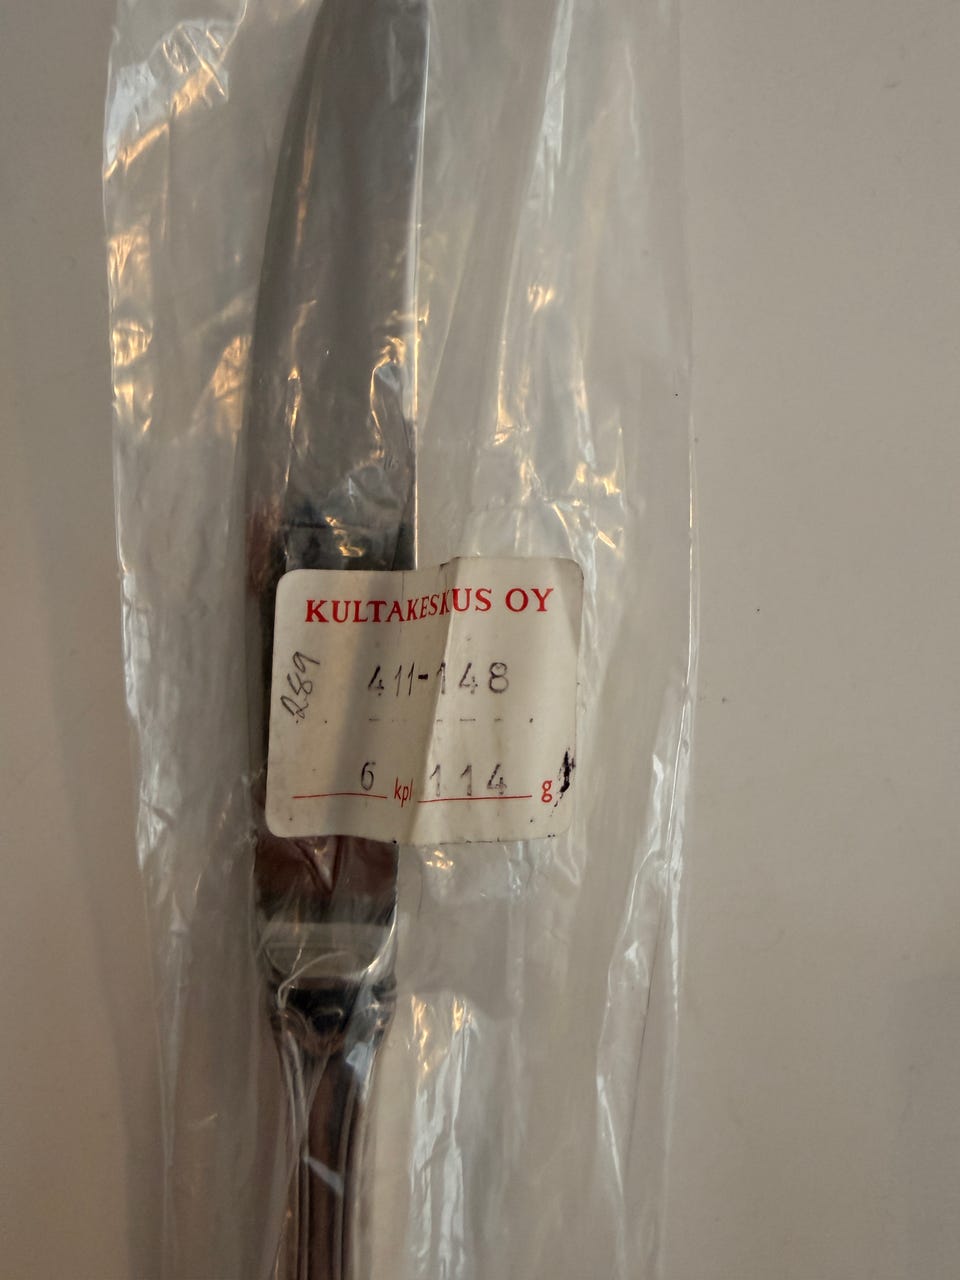 KULTAKESKUS OY
289
411-148
6 kpl 114 g